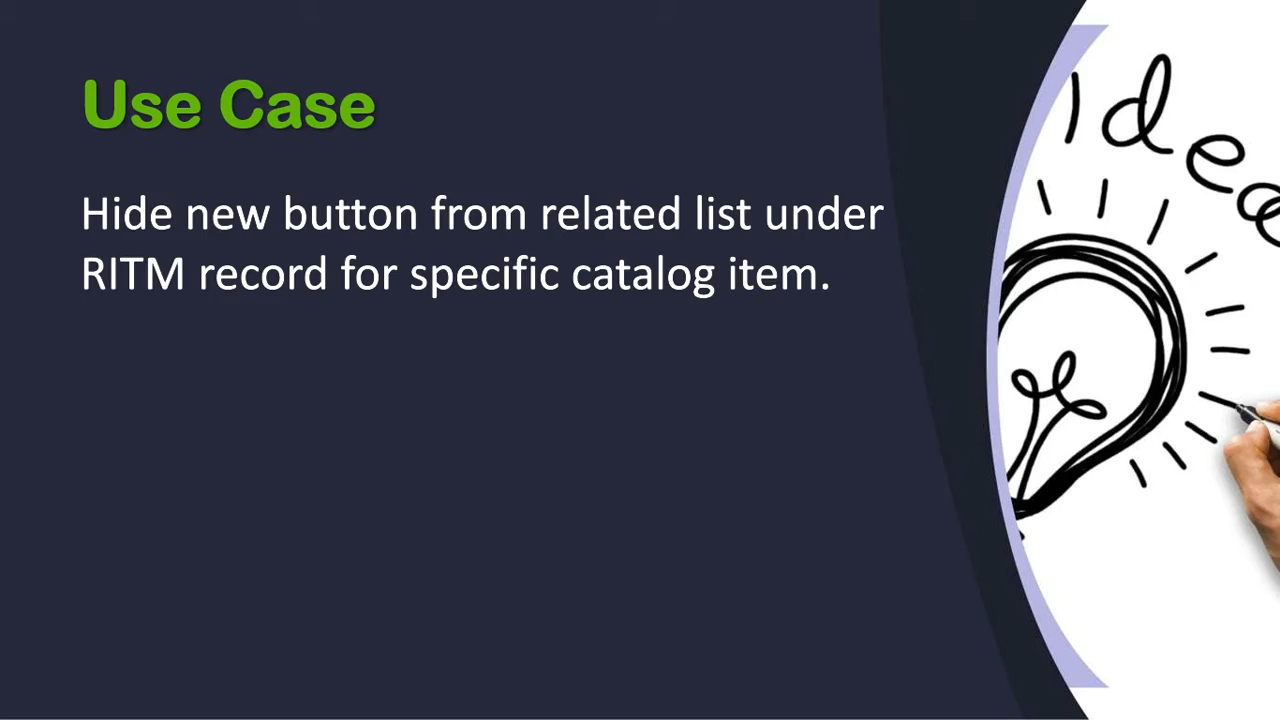 Use Case
Hide new button from related list under
RITM record for specific catalog item.
Idea